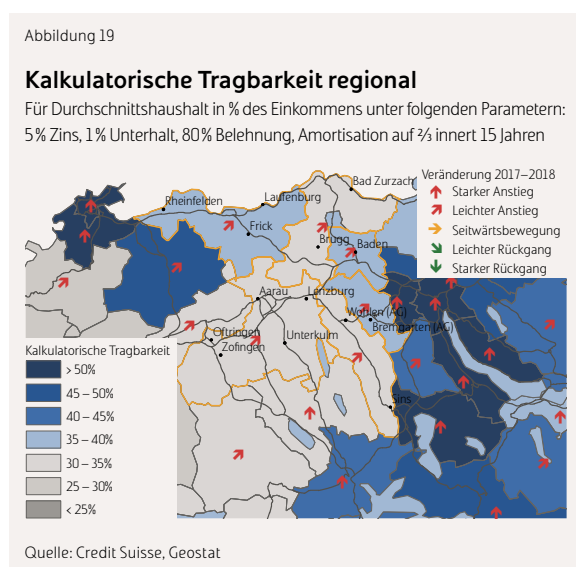 Abbildung 19
Kalkulatorische Tragbarkeit regional
Für Durchschnittshaushalt in % des Einkommens unter folgenden Parametern:
5 % Zins, 1 % Unterhalt, 80 % Belehnung, Amortisation auf ⅔ innert 15 Jahren
Veränderung 2017–2018
Starker Anstieg
Leichter Anstieg
Seitwärtsbewegung
Leichter Rückgang
Starker Rückgang
Bad Zurzach
Laufenburg
Rheinfelden
Frick
Brugg
Baden
Aarau
Lenzburg
Wohlen (AG)
Bremgarten (AG)
Oftringen
Zofingen
Unterkulm
Sins
Kalkulatorische Tragbarkeit
> 50%
45 – 50%
40 – 45%
35 – 40%
30 – 35%
25 – 30%
< 25%
Quelle: Credit Suisse, Geostat